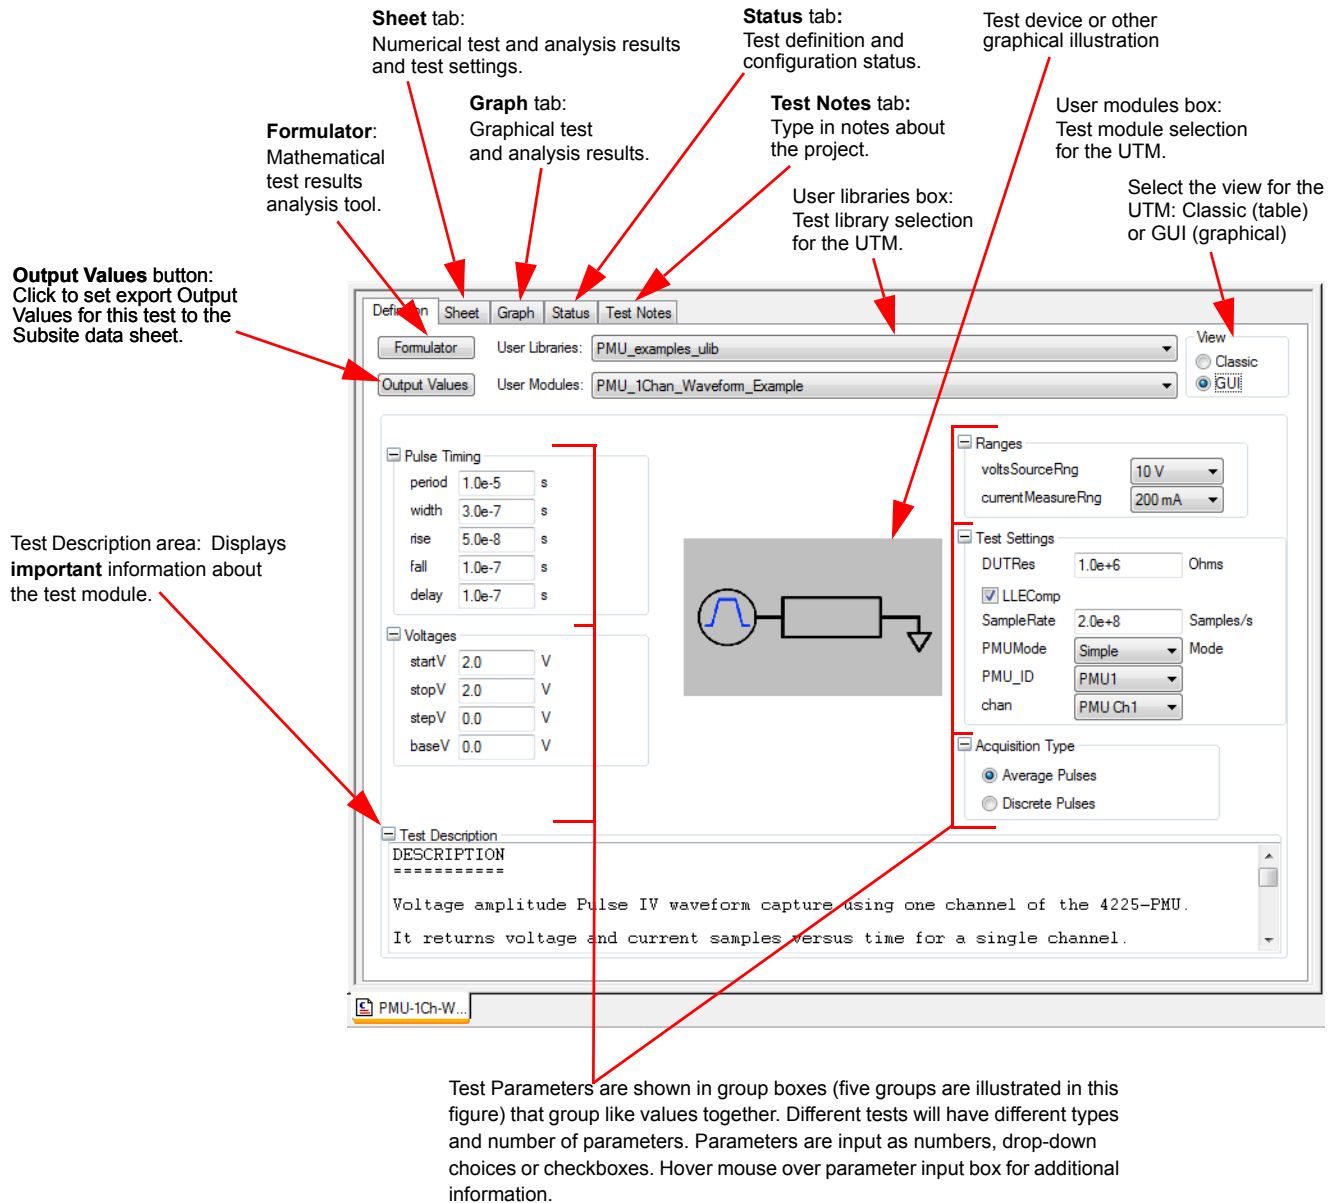 Sheet tab:
Numerical test and analysis results
and test settings.
Status tab:
Test definition and
configuration status.
Test device or other
graphical illustration
Graph tab:
Graphical test
and analysis results.
Test Notes tab:
Type in notes about
the project.
User modules box:
Test module selection
for the UTM.
Formulator:
Mathematical
test results
analysis tool.
User libraries box:
Test library selection
for the UTM.
Select the view for the
UTM: Classic (table)
or GUI (graphical)
Output Values button:
Click to set export Output
Values for this test to the
Subsite data sheet.
Definition Sheet Graph Status Test Notes
Formulator User Libraries: PMU_examples_ulib
Output Values User Modules: PMU_1Chan_Waveform_Example
View
Classic
GUI
Pulse Timing
period 1.0e-5 s
width 3.0e-7 s
rise 5.0e-8 s
fall 1.0e-7 s
delay 1.0e-7 s
Voltages
startV 2.0 V
stopV 2.0 V
stepV 0.0 V
baseV 0.0 V
Ranges
voltsSourceRng 10 V
currentMeasureRng 200 mA
Test Settings
DUTRes 1.0e+6 Ohms
LLEComp
SampleRate 2.0e+8 Samples/s
PMUMode Simple Mode
PMU_ID PMU1
chan PMU Ch1
Acquisition Type
Average Pulses
Discrete Pulses
Test Description area: Displays
important information about
the test module.
Test Description
DESCRIPTION
===========
Voltage amplitude Pulse IV waveform capture using one channel of the 4225-PMU.
It returns voltage and current samples versus time for a single channel.
PMU-1Ch-W...
Test Parameters are shown in group boxes (five groups are illustrated in this
figure) that group like values together. Different tests will have different types
and number of parameters. Parameters are input as numbers, drop-down
choices or checkboxes. Hover mouse over parameter input box for additional
information.